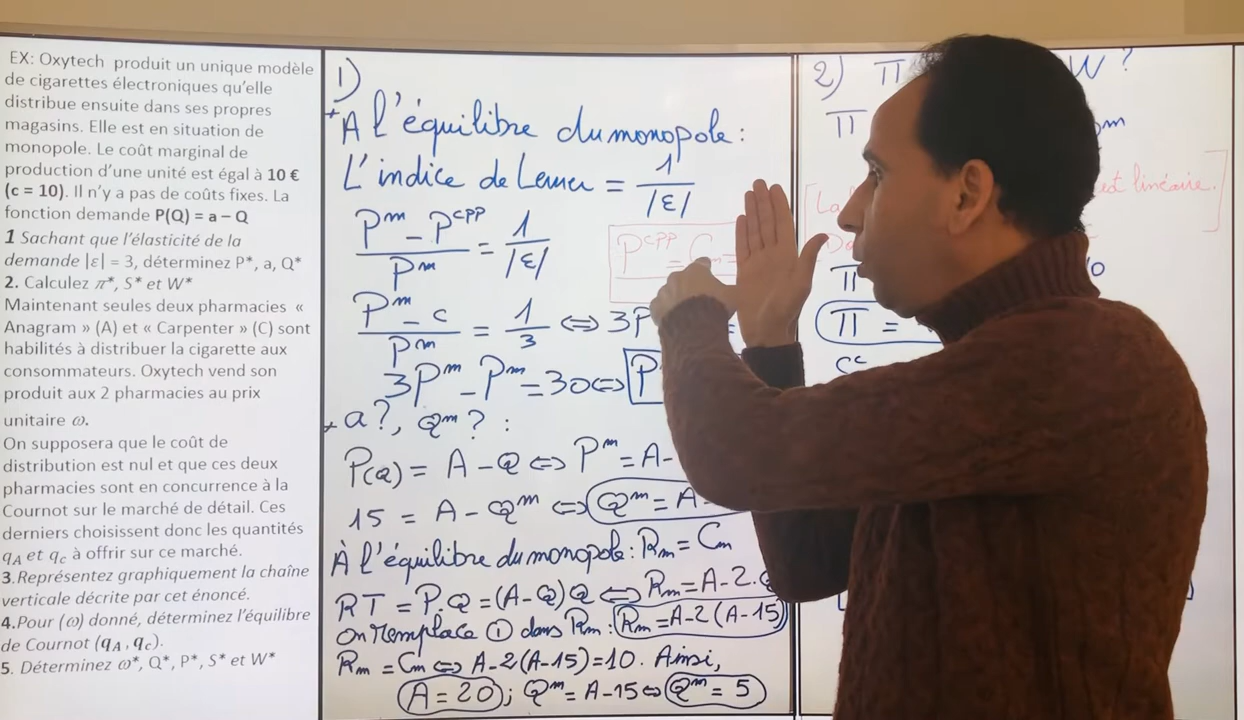 EX: Oxytech produit un unique modèle
de cigarettes électroniques qu'elle
distribue ensuite dans ses propres
magasins. Elle est en situation de
monopole. Le coût marginal de
production d'une unité est égal à 10 €
(c = 10). Il n'y a pas de coûts fixes. La
fonction demande P(Q) = a – Q
1 Sachant que l'élasticité de la
demande |ε| = 3, déterminez P*, a, Q*
2. Calculez π*, S* et W*
Maintenant seules deux pharmacies «
Anagram » (A) et « Carpenter » (C) sont
habilités à distribuer la cigarette aux
consommateurs. Oxytech vend son
produit aux 2 pharmacies au prix
unitaire ω.
On supposera que le coût de
distribution est nul et que ces deux
pharmacies sont en concurrence à la
Cournot sur le marché de détail. Ces
derniers choisissent donc les quantités
qA et qc à offrir sur ce marché.
3.Représentez graphiquement la chaîne
verticale décrite par cet énoncé.
4.Pour (ω) donné, déterminez l'équilibre
de Cournot (qA , qc).
5. Déterminez ω*, Q*, P*, S* et W*
1)
+ A l'équilibre du monopole :
L'indice de Lerner = 1/|ε|
(P^m - P^cpp)/P^m = 1/|ε|
P^cpp = Cm =
(P^m - c)/P^m = 1/3 ⇔ 3P
3P^m - P^m = 30 ⇔ P
+ a ?, Q^m ? :
P(Q) = A - Q ⇔ P^m = A-
15 = A - Q^m ⇔ Q^m = A-
À l'équilibre du monopole : Rm = Cm
RT = P.Q = (A-Q)Q ⇔ Rm = A-2.Q
on remplace ① dans Rm : Rm = A-2(A-15)
Rm = Cm ⇔ A-2(A-15) = 10. Ainsi,
A = 20 ; Q^m = A-15 ⇔ Q^m = 5
2) π W ?
π
[La est linéaire.]
π
π =